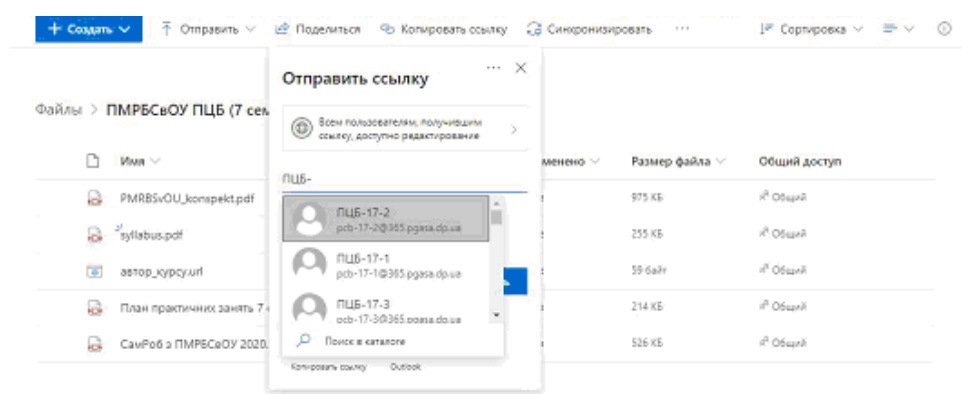 + Создать
Отправить
Поделиться
Копировать ссылку
Синхронизировать
...
Сортировка
Отправить ссылку
Файлы > ПМРБСвОУ ПЦБ (7 сем
Всем пользователям, получившим
ссылку, доступно редактирование
Имя
менено
Размер файла
Общий доступ
ПЦБ-
PMRBSvOU_konspekt.pdf
975 КБ
Общий
ПЦБ-17-2
pcb-17-2@365.pgasa.dp.ua
syllabus.pdf
255 КБ
Общий
ПЦБ-17-1
pcb-17-1@365.pgasa.dp.ua
автор_курсу.url
59 байт
Общий
ПЦБ-17-3
pcb-17-3@365.pgasa.dp.ua
План практичних занять 7
214 КБ
Общий
Поиск в каталоге
СамРоб з ПМРБСвОУ 2020.
526 КБ
Общий
Копировать ссылку
Outlook